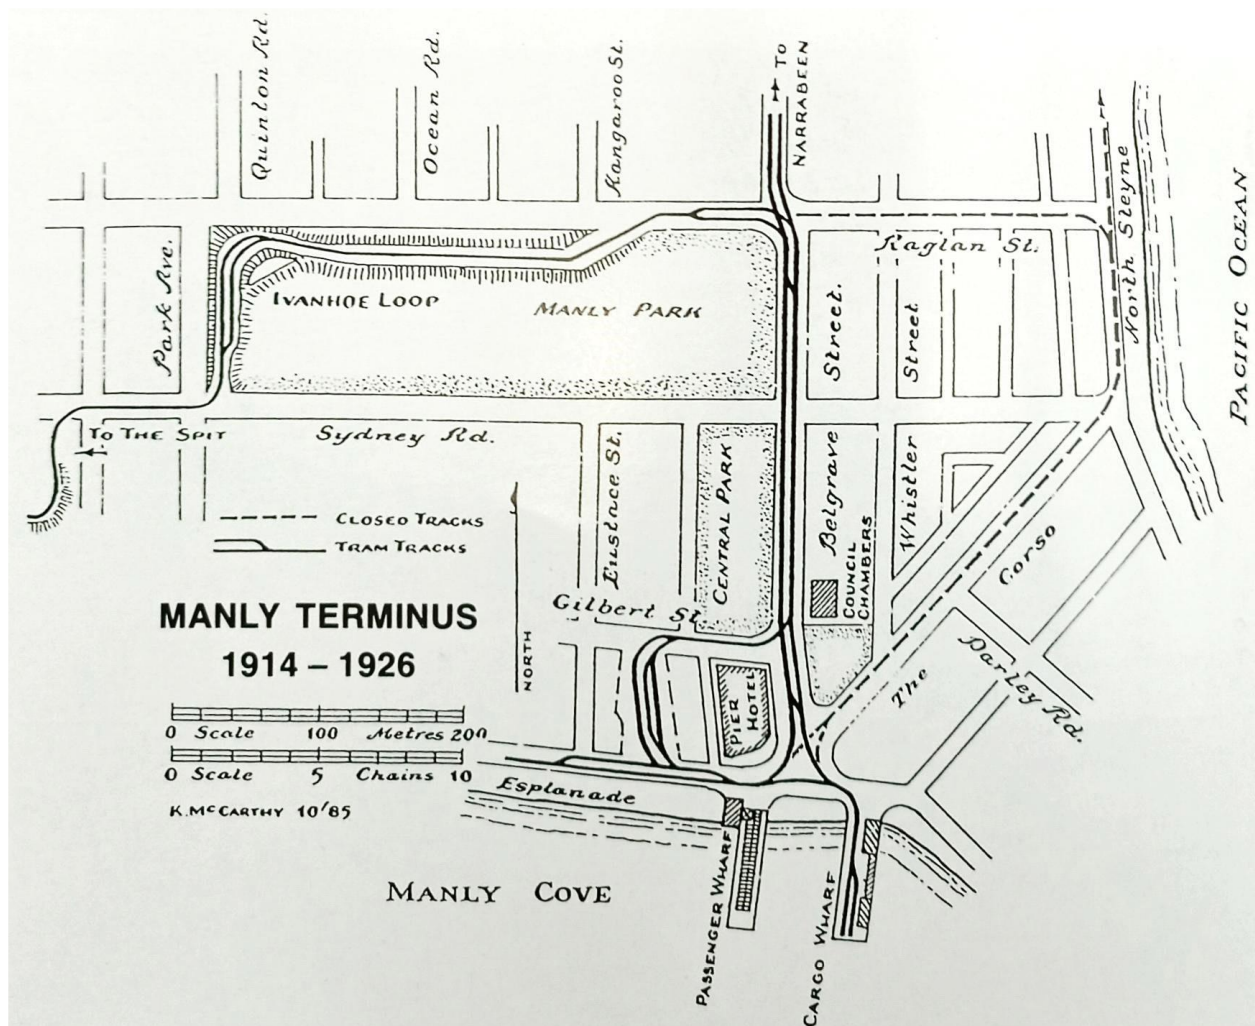 Quinlon Rd.
Ocean Rd.
Kangaroo St.
TO
NARRABEEN
North Steyne
PACIFIC OCEAN
Park Ave.
Raglan St.
IVANHOE LOOP
MANLY PARK
Street.
Street
TO THE SPIT
Sydney Rd.
Eustace St.
CENTRAL PARK
Belgrave
Whistler
COUNCIL
CHAMBERS
The Corso
Darley Rd.
CLOSED TRACKS
TRAM TRACKS
Gilbert St.
MANLY TERMINUS
1914 – 1926
NORTH
PIER
HOTEL
0 Scale 100 Metres 200
0 Scale 5 Chains 10
K. McCARTHY 10'85
Esplanade
MANLY COVE
PASSENGER WHARF
CARGO WHARF